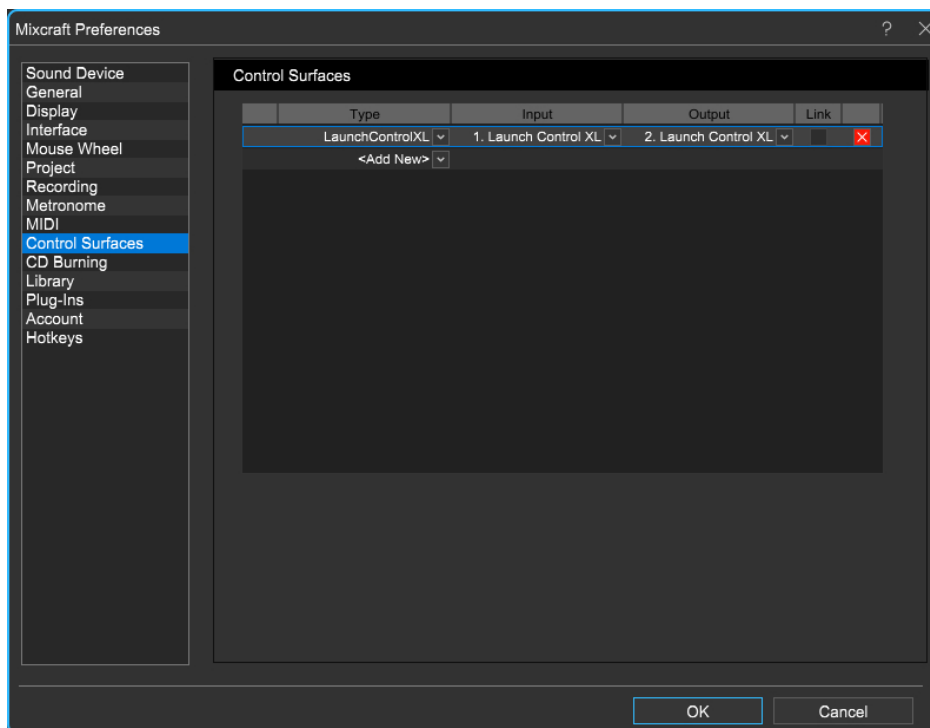 Mixcraft Preferences ?
Sound Device
General
Display
Interface
Mouse Wheel
Project
Recording
Metronome
MIDI
Control Surfaces
CD Burning
Library
Plug-Ins
Account
Hotkeys
Control Surfaces
Type Input Output Link
LaunchControlXL 1. Launch Control XL 2. Launch Control XL
<Add New>
OK Cancel